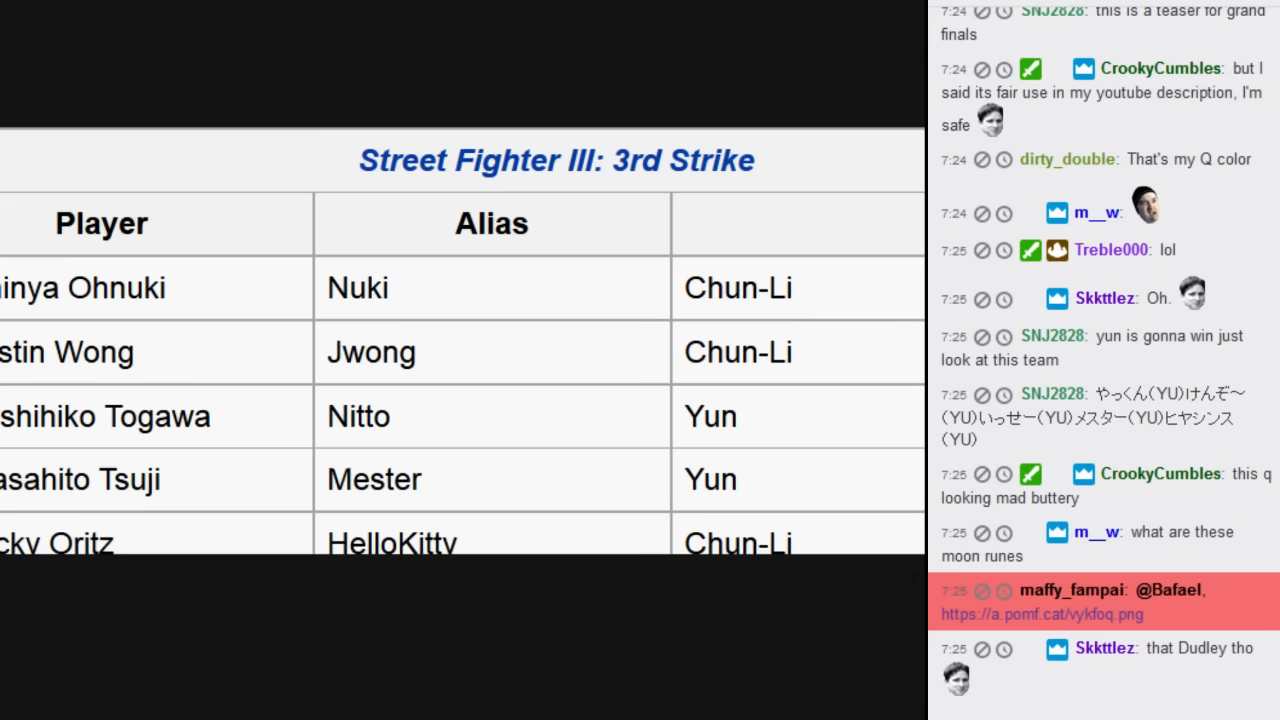 Street Fighter III: 3rd Strike
Player Alias
inya Ohnuki Nuki Chun-Li
stin Wong Jwong Chun-Li
shihiko Togawa Nitto Yun
asahito Tsuji Mester Yun
cky Oritz HelloKitty Chun-Li
7:24 SNJ2828: this is a teaser for grand
finals
7:24 CrookyCumbles: but I
said its fair use in my youtube description, I'm
safe
7:24 dirty_double: That's my Q color
7:24 m__w:
7:25 Treble000: lol
7:25 Skkttlez: Oh.
7:25 SNJ2828: yun is gonna win just
look at this team
7:25 SNJ2828: やっくん(YU)けんぞ〜
(YU)いっせー(YU)メスター(YU)ヒヤシンス
(YU)
7:25 CrookyCumbles: this q
looking mad buttery
7:25 m__w: what are these
moon runes
7:25 maffy_fampai: @Bafael,
https://a.pomf.cat/vykfoq.png
7:25 Skkttlez: that Dudley tho